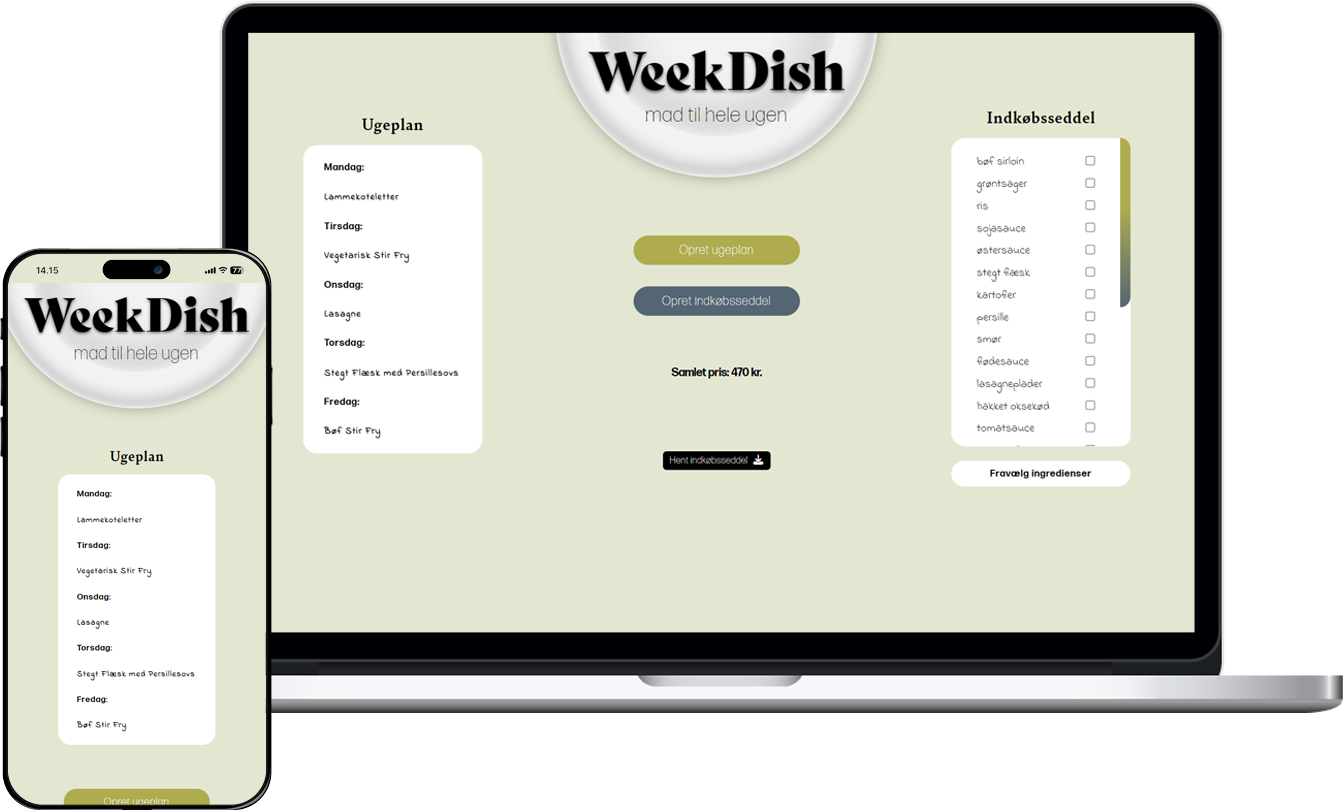 WeekDish
mad til hele ugen
Ugeplan
Mandag:
Lammekoteletter
Tirsdag:
Vegetarisk Stir Fry
Onsdag:
Lasagne
Torsdag:
Stegt Flæsk med Persillesovs
Fredag:
Bøf Stir Fry
Opret ugeplan
Opret indkøbsseddel
Samlet pris: 470 kr.
Hent indkøbsseddel
Indkøbsseddel
bøf sirloin
grøntsager
ris
sojasauce
østersauce
stegt flæsk
kartofler
persille
smør
flødesauce
lasagneplader
hakket oksekød
tomatsauce
Fravælg ingredienser
14.15
77
WeekDish
mad til hele ugen
Ugeplan
Mandag:
Lammekoteletter
Tirsdag:
Vegetarisk Stir Fry
Onsdag:
Lasagne
Torsdag:
Stegt Flæsk med Persillesovs
Fredag:
Bøf Stir Fry
Opret ugeplan